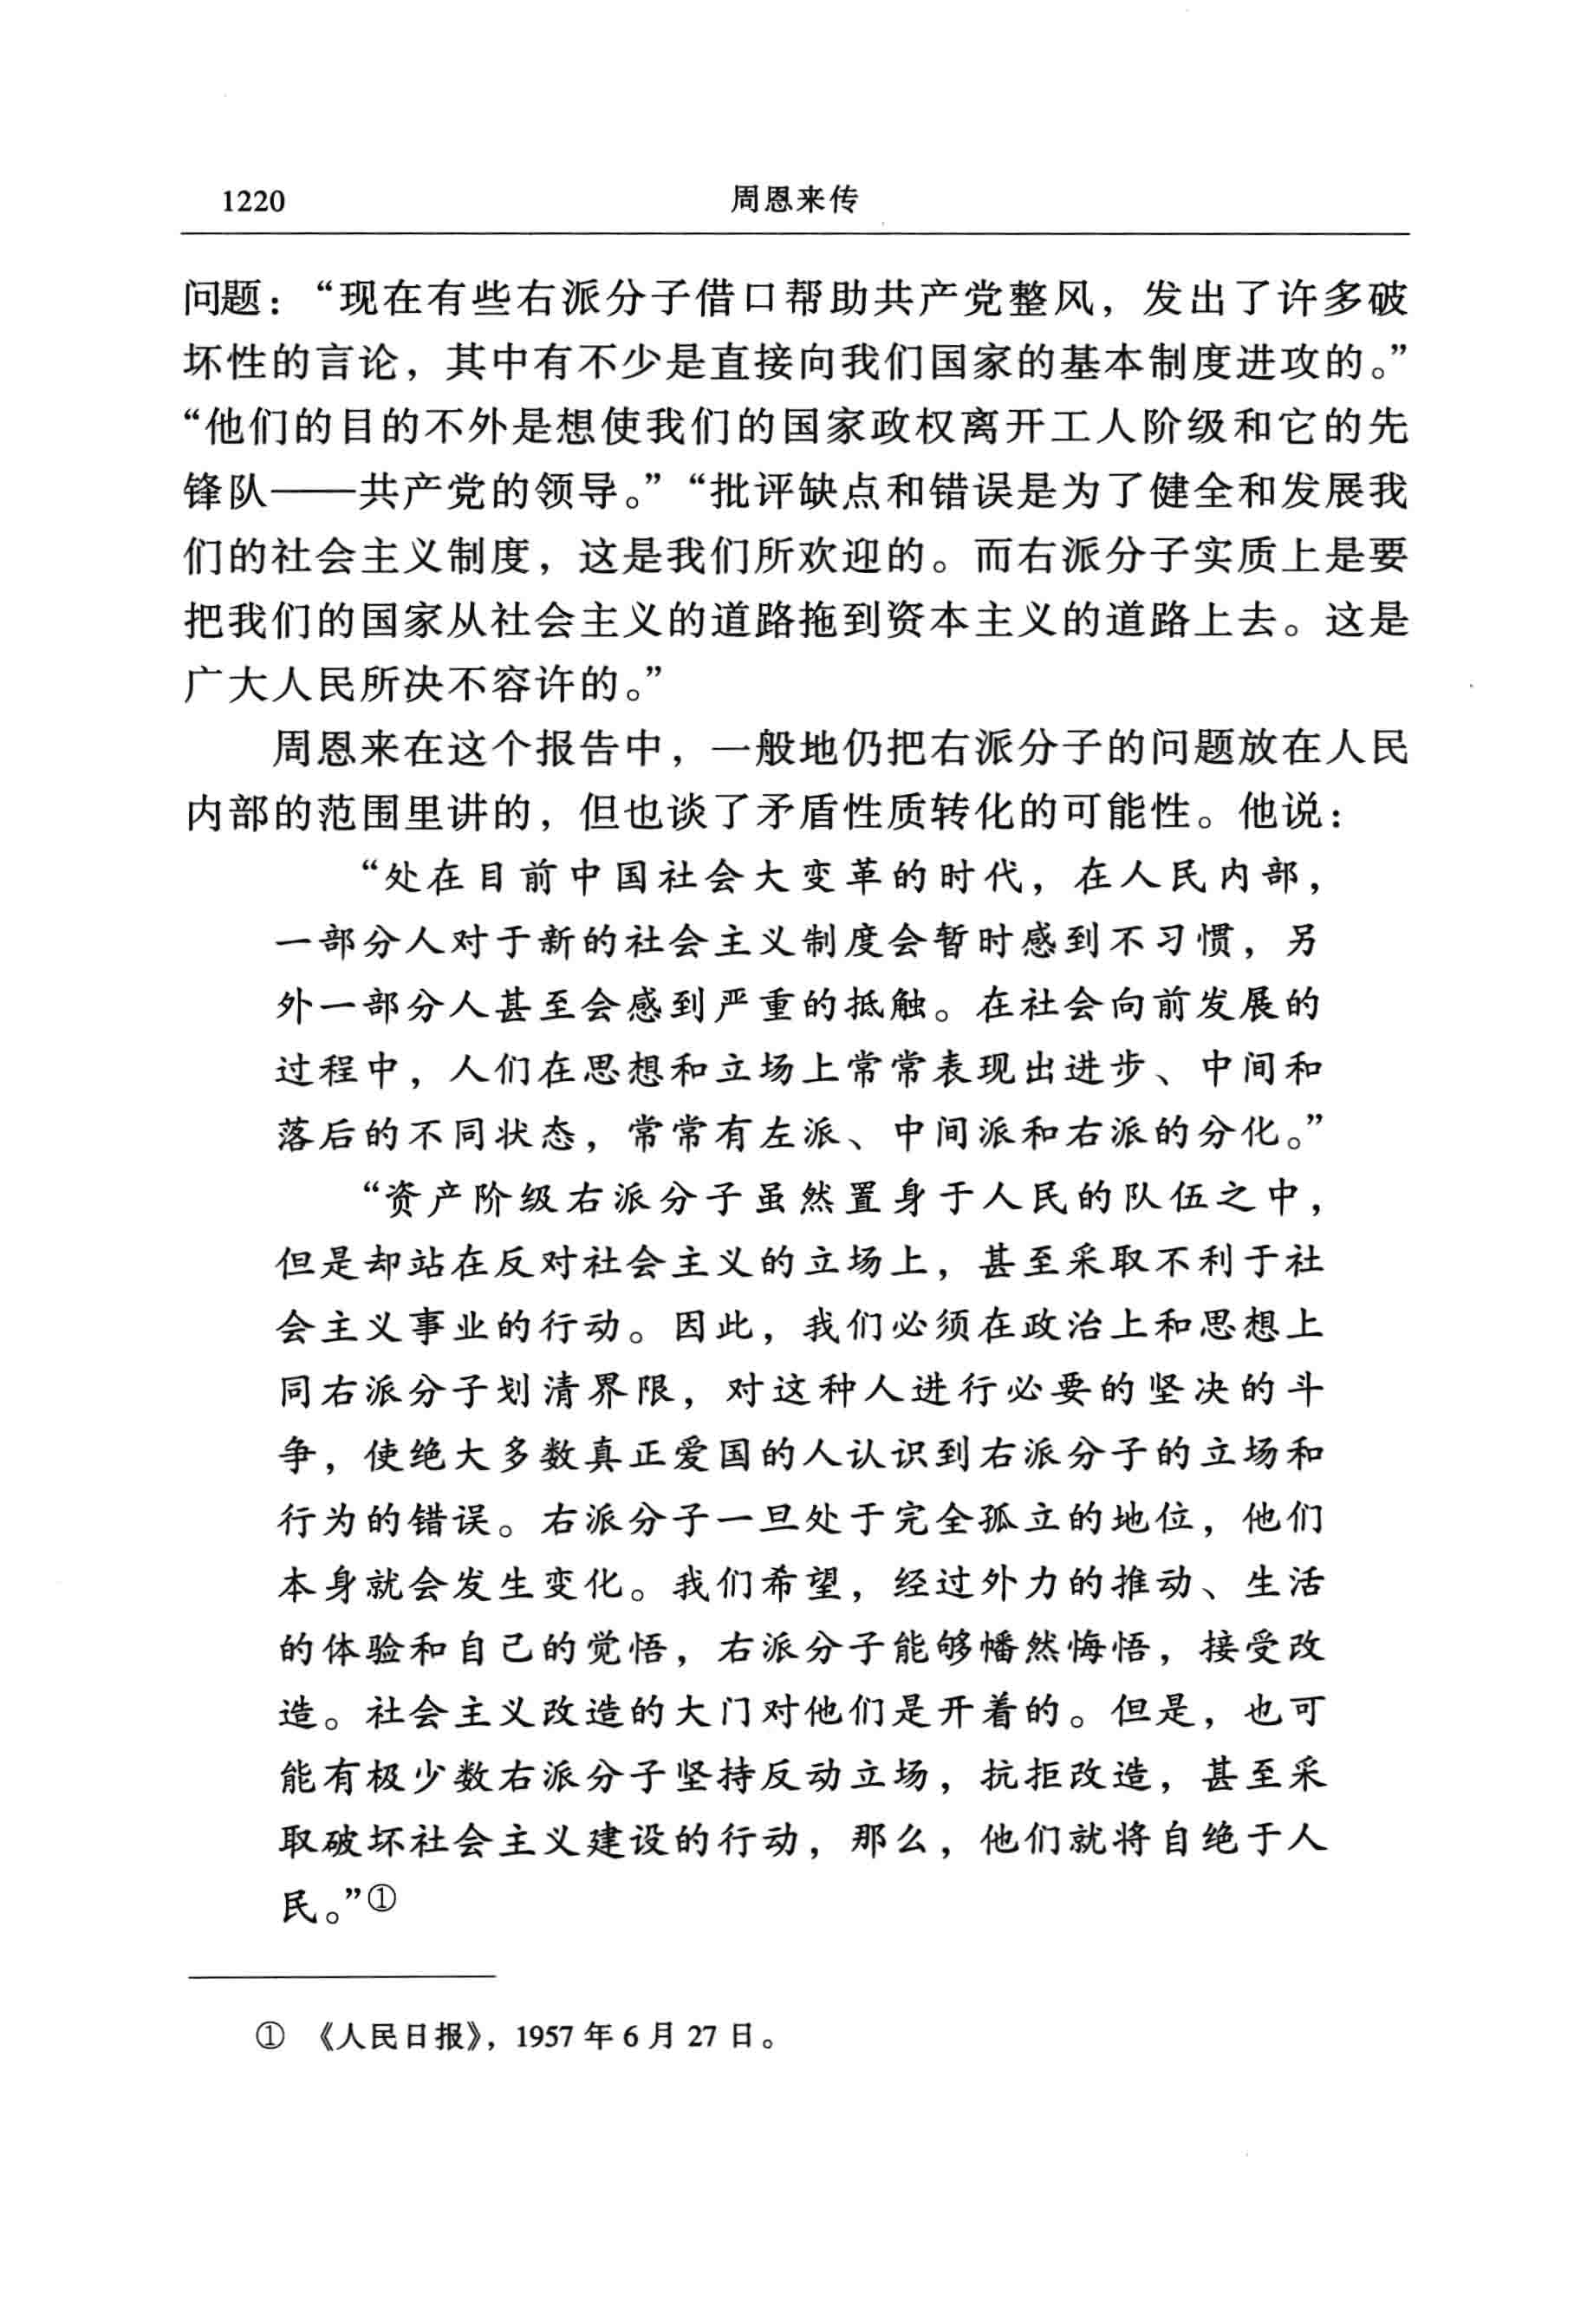 1220
周恩来传
问题：“现在有些右派分子借口帮助共产党整风，发出了许多破
坏性的言论，其中有不少是直接向我们国家的基本制度进攻的。”
“他们的目的不外是想使我们的国家政权离开工人阶级和它的先
锋队——共产党的领导。”“批评缺点和错误是为了健全和发展我
们的社会主义制度，这是我们所欢迎的。而右派分子实质上是要
把我们的国家从社会主义的道路拖到资本主义的道路上去。这是
广大人民所决不容许的。”
周恩来在这个报告中，一般地仍把右派分子的问题放在人民
内部的范围里讲的，但也谈了矛盾性质转化的可能性。他说：
“处在目前中国社会大变革的时代，在人民内部，
一部分人对于新的社会主义制度会暂时感到不习惯，另
外一部分人甚至会感到严重的抵触。在社会向前发展的
过程中，人们在思想和立场上常常表现出进步、中间和
落后的不同状态，常常有左派、中间派和右派的分化。”
“资产阶级右派分子虽然置身于人民的队伍之中，
但是却站在反对社会主义的立场上，甚至采取不利于社
会主义事业的行动。因此，我们必须在政治上和思想上
同右派分子划清界限，对这种人进行必要的坚决的斗
争，使绝大多数真正爱国的人认识到右派分子的立场和
行为的错误。右派分子一旦处于完全孤立的地位，他们
本身就会发生变化。我们希望，经过外力的推动、生活
的体验和自己的觉悟，右派分子能够幡然悔悟，接受改
造。社会主义改造的大门对他们是开着的。但是，也可
能有极少数右派分子坚持反动立场，抗拒改造，甚至采
取破坏社会主义建设的行动，那么，他们就将自绝于人
民。”①
① 《人民日报》，1957 年 6 月 27 日。